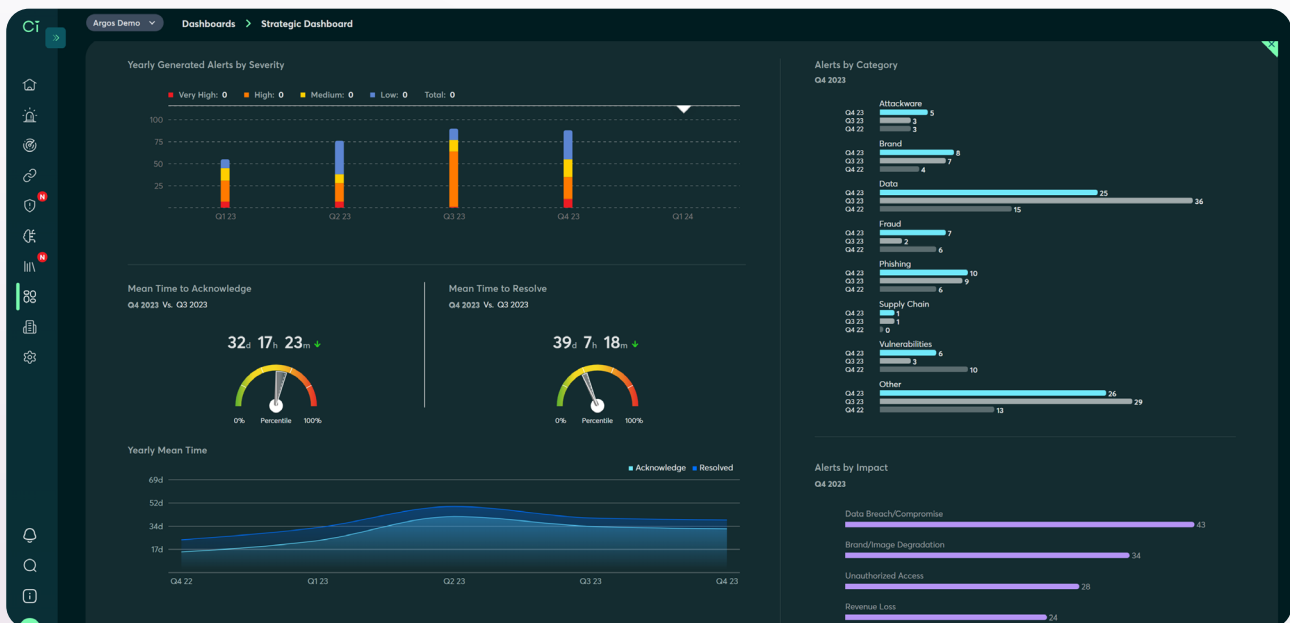 Ci
Argos Demo
Dashboards > Strategic Dashboard
»
N
N
Yearly Generated Alerts by Severity
Very High: 0 High: 0 Medium: 0 Low: 0 Total: 0
100
75
50
25
Q1 23 Q2 23 Q3 23 Q4 23 Q1 24
Mean Time to Acknowledge
Q4 2023 Vs. Q3 2023
32d 17h 23m
0% Percentile 100%
Mean Time to Resolve
Q4 2023 Vs. Q3 2023
39d 7h 18m
0% Percentile 100%
Yearly Mean Time
Acknowledge Resolved
69d
52d
34d
17d
Q4 22 Q1 23 Q2 23 Q3 23 Q4 23
Alerts by Category
Q4 2023
Attackware
Q4 23 5
Q3 23 3
Q4 22 3
Brand
Q4 23 8
Q3 23 7
Q4 22 4
Data
Q4 23 25
Q3 23 36
Q4 22 15
Fraud
Q4 23 7
Q3 23 2
Q4 22 6
Phishing
Q4 23 10
Q3 23 9
Q4 22 6
Supply Chain
Q4 23 1
Q3 23 1
Q4 22 0
Vulnerabilities
Q4 23 6
Q3 23 3
Q4 22 10
Other
Q4 23 26
Q3 23 29
Q4 22 13
Alerts by Impact
Q4 2023
Data Breach/Compromise
43
Brand/Image Degradation
34
Unauthorized Access
28
Revenue Loss
24